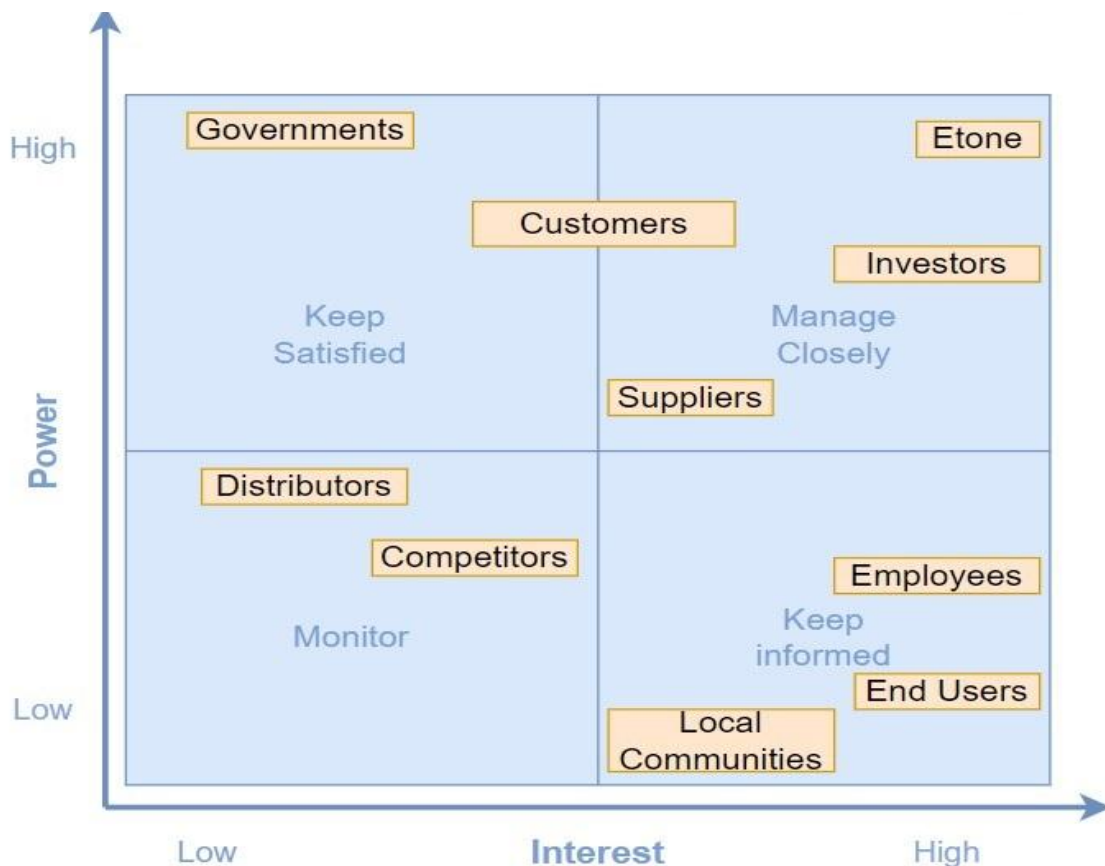 Governments
High
Etone
Customers
Investors
Keep
Satisfied
Manage
Closely
Suppliers
Power
Distributors
Competitors
Employees
Monitor
Keep
informed
End Users
Low
Local
Communities
Low
Interest
High